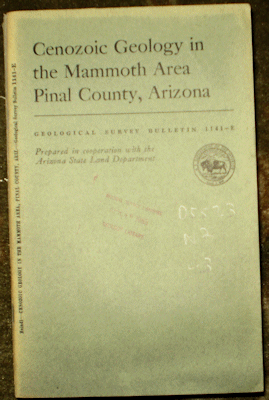 Cenozoic Geology in
the Mammoth Area
Pinal County, Arizona
GEOLOGICAL SURVEY BULLETIN 1141-E
Prepared in cooperation with the
Arizona State Land Department